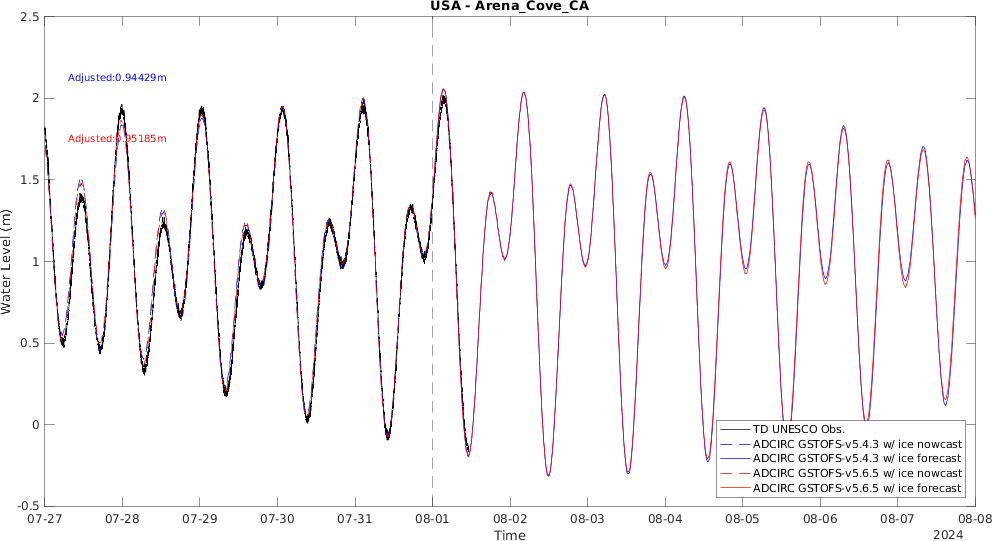 USA - Arena_Cove_CA
2.5
2
1.5
1
0.5
0
-0.5
Water Level (m)
Adjusted:0.94429m
Adjusted:0.95185m
TD UNESCO Obs.
ADCIRC GSTOFS-v5.4.3 w/ ice nowcast
ADCIRC GSTOFS-v5.4.3 w/ ice forecast
ADCIRC GSTOFS-v5.6.5 w/ ice nowcast
ADCIRC GSTOFS-v5.6.5 w/ ice forecast
07-27 07-28 07-29 07-30 07-31 08-01 08-02 08-03 08-04 08-05 08-06 08-07 08-08
Time
2024